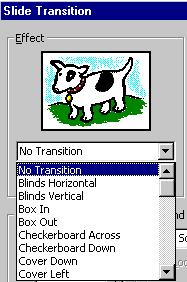 Slide Transition
Effect
No Transition
No Transition
Blinds Horizontal
Blinds Vertical
Box In
Box Out
Checkerboard Across
Checkerboard Down
Cover Down
Cover Left